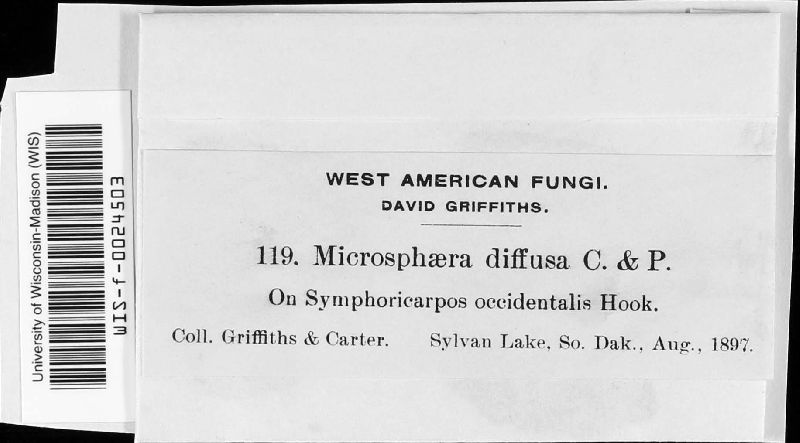 WEST AMERICAN FUNGI.
DAVID GRIFFITHS.
119. Microsphæra diffusa C. & P.
On Symphoricarpos occidentalis Hook.
Coll. Griffiths & Carter. Sylvan Lake, So. Dak., Aug., 1897.
University of Wisconsin-Madison (WIS)
WIS-f-0024503